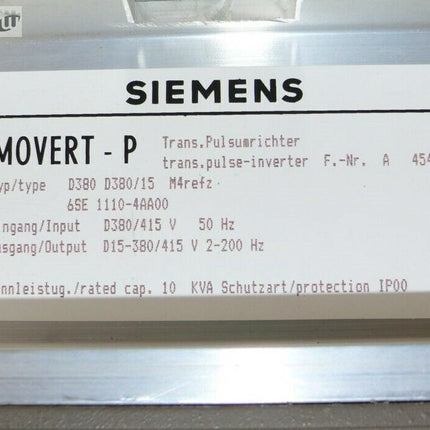 SIEMENS
MOVERT - P Trans.Pulsumrichter
trans.pulse-inverter F.-Nr. A 454
yp/type D380 D380/15 M4refz
6SE 1110-4AA00
ingang/Input D380/415 V 50 Hz
usgang/Output D15-380/415 V 2-200 Hz
nnleistug./rated cap. 10 KVA Schutzart/protection IP00